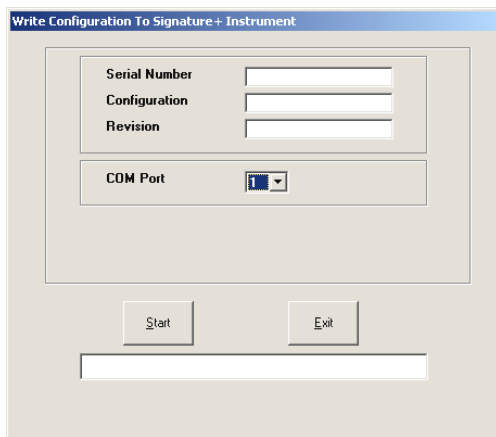 Write Configuration To Signature+ Instrument
Serial Number
Configuration
Revision
COM Port 1
Start Exit